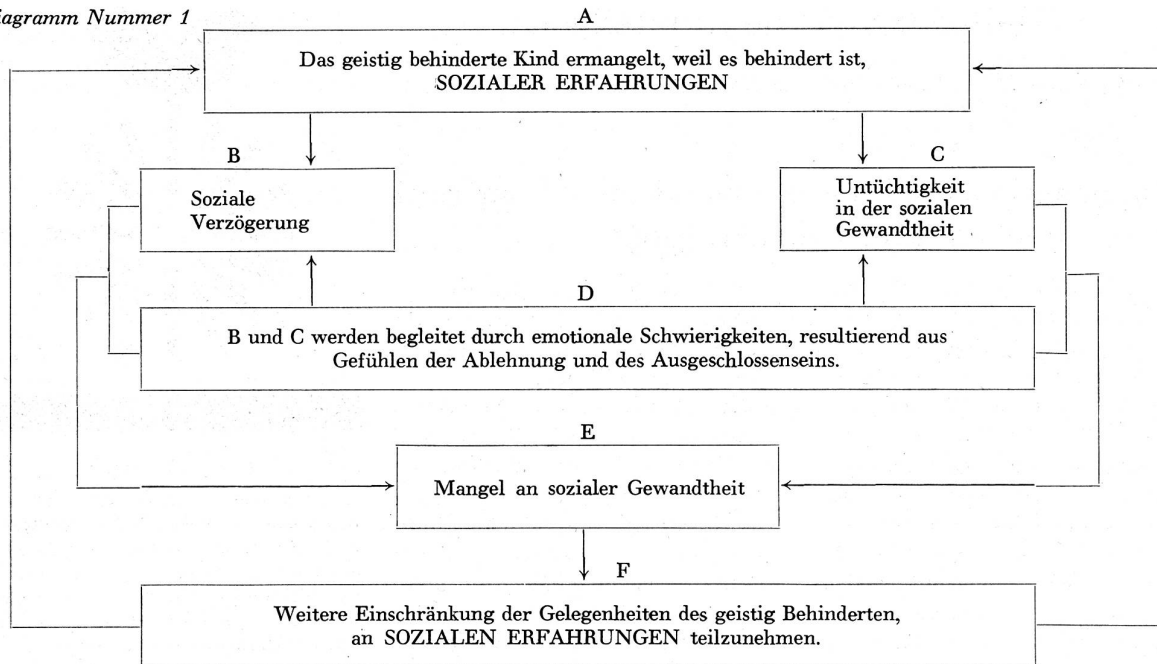 iagramm Nummer 1
A
Das geistig behinderte Kind ermangelt, weil es behindert ist,
SOZIALER ERFAHRUNGEN
B
Soziale
Verzögerung
C
Untüchtigkeit
in der sozialen
Gewandtheit
D
B und C werden begleitet durch emotionale Schwierigkeiten, resultierend aus
Gefühlen der Ablehnung und des Ausgeschlossenseins.
E
Mangel an sozialer Gewandtheit
F
Weitere Einschränkung der Gelegenheiten des geistig Behinderten,
an SOZIALEN ERFAHRUNGEN teilzunehmen.